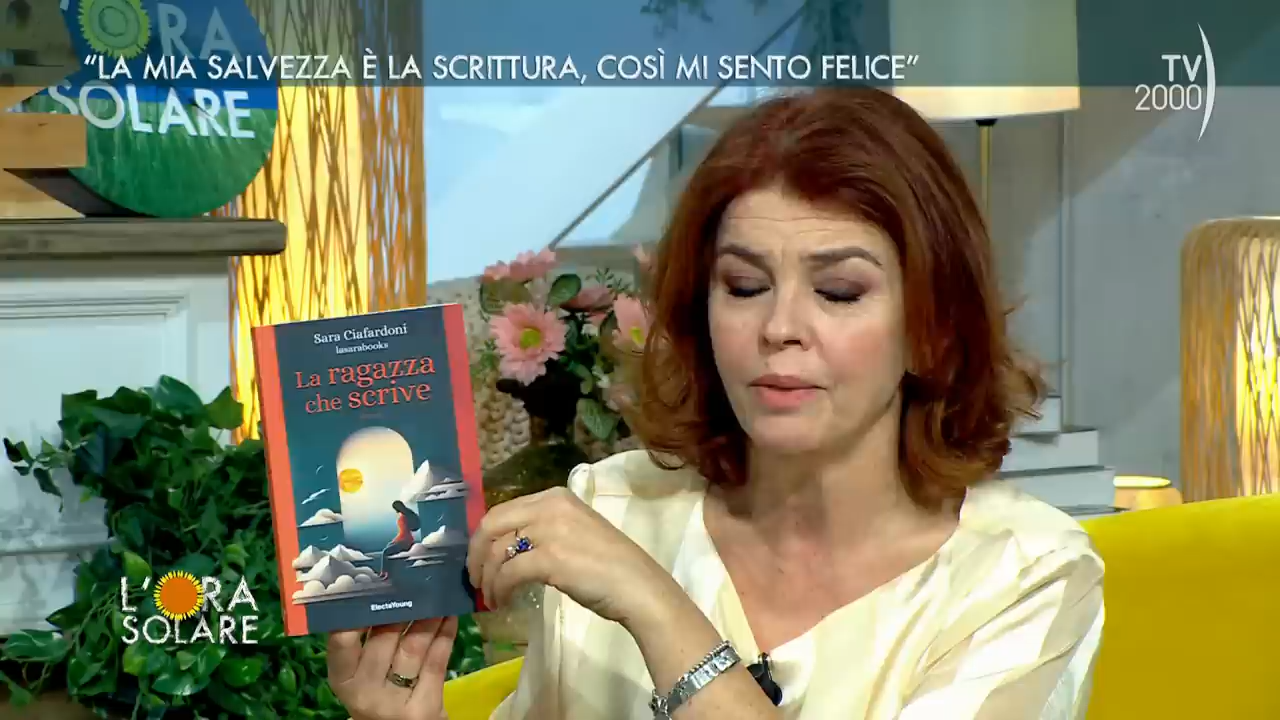 L'ORA
SOLARE
“LA MIA SALVEZZA È LA SCRITTURA, COSÌ MI SENTO FELICE”
TV
2000
Sara Ciafardoni
lasarabooks
La ragazza
che scrive
ElectaYoung
L'ORA
SOLARE